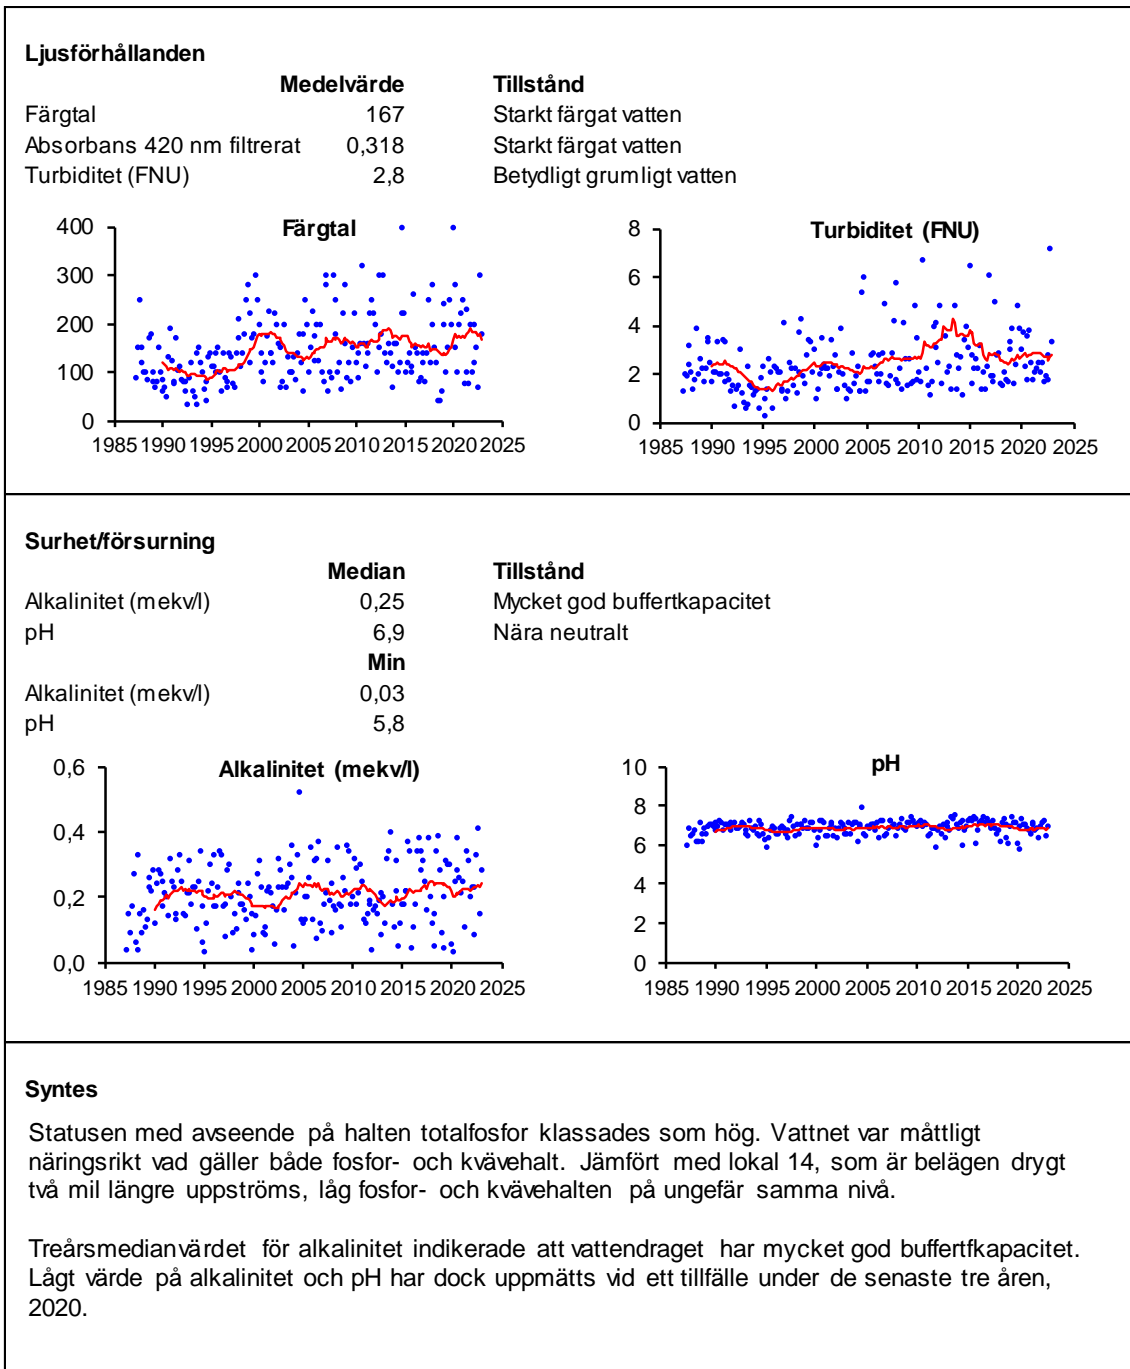 Ljusförhållanden
Medelvärde Tillstånd
Färgtal 167 Starkt färgat vatten
Absorbans 420 nm filtrerat 0,318 Starkt färgat vatten
Turbiditet (FNU) 2,8 Betydligt grumligt vatten
Färgtal
400
300
200
100
0
1985 1990 1995 2000 2005 2010 2015 2020 2025
Turbiditet (FNU)
8
6
4
2
0
1985 1990 1995 2000 2005 2010 2015 2020 2025
Surhet/försurning
Median Tillstånd
Alkalinitet (mekv/l) 0,25 Mycket god buffertkapacitet
pH 6,9 Nära neutralt
Min
Alkalinitet (mekv/l) 0,03
pH 5,8
Alkalinitet (mekv/l)
0,6
0,4
0,2
0,0
1985 1990 1995 2000 2005 2010 2015 2020 2025
pH
10
8
6
4
2
0
1985 1990 1995 2000 2005 2010 2015 2020 2025
Syntes
Statusen med avseende på halten totalfosfor klassades som hög. Vattnet var måttligt
näringsrikt vad gäller både fosfor- och kvävehalt. Jämfört med lokal 14, som är belägen drygt
två mil längre uppströms, låg fosfor- och kvävehalten på ungefär samma nivå.
Treårsmedianvärdet för alkalinitet indikerade att vattendraget har mycket god buffertfkapacitet.
Lågt värde på alkalinitet och pH har dock uppmätts vid ett tillfälle under de senaste tre åren,
2020.